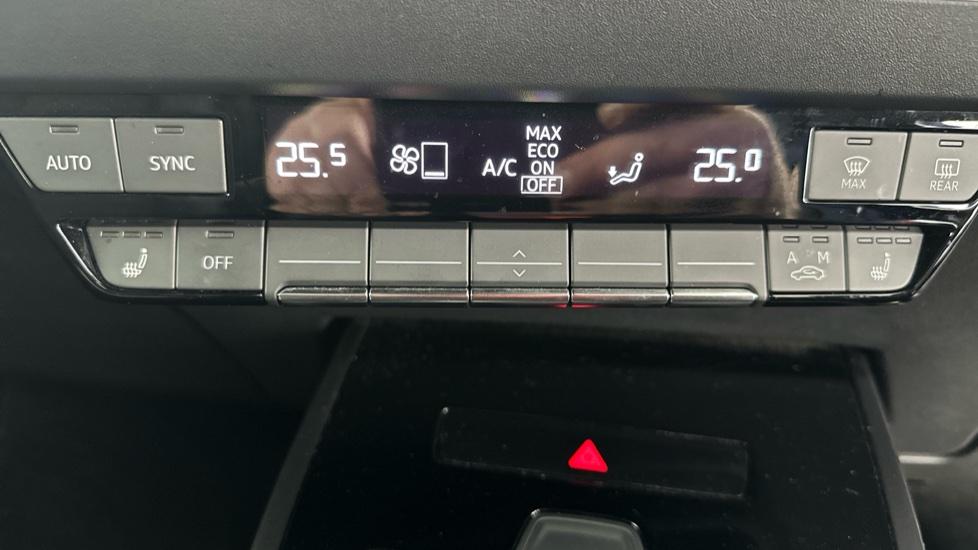 AUTO
SYNC
25.5
A/C
MAX
ECO
ON
OFF
25.0
MAX
REAR
OFF
A M